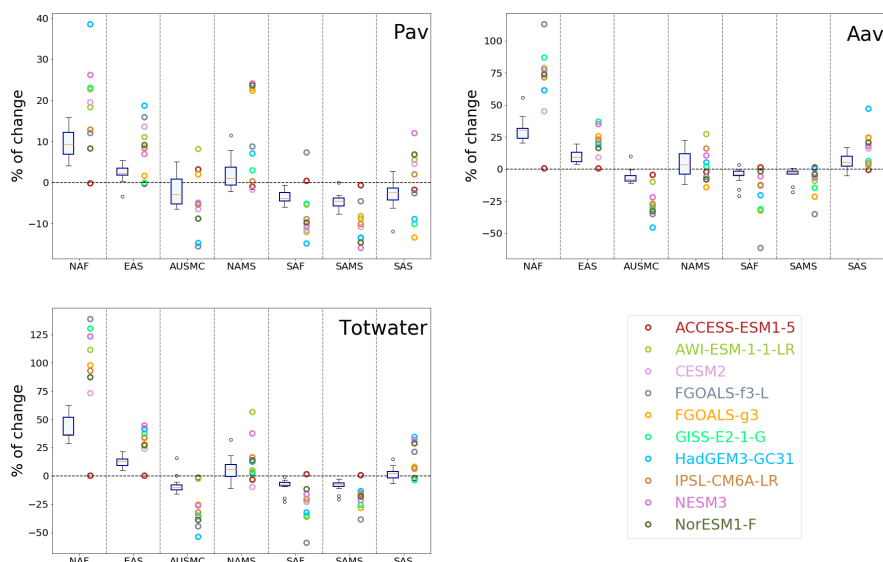 Pav
% of change
40
30
20
10
0
−10
NAF EAS AUSMC NAMS SAF SAMS SAS
Aav
% of change
100
75
50
25
0
−25
−50
NAF EAS AUSMC NAMS SAF SAMS SAS
Totwater
% of change
125
100
75
50
25
0
−25
−50
NAF EAS AUSMC NAMS SAF SAMS SAS
ACCESS-ESM1-5
AWI-ESM-1-1-LR
CESM2
FGOALS-f3-L
FGOALS-g3
GISS-E2-1-G
HadGEM3-GC31
IPSL-CM6A-LR
NESM3
NorESM1-F